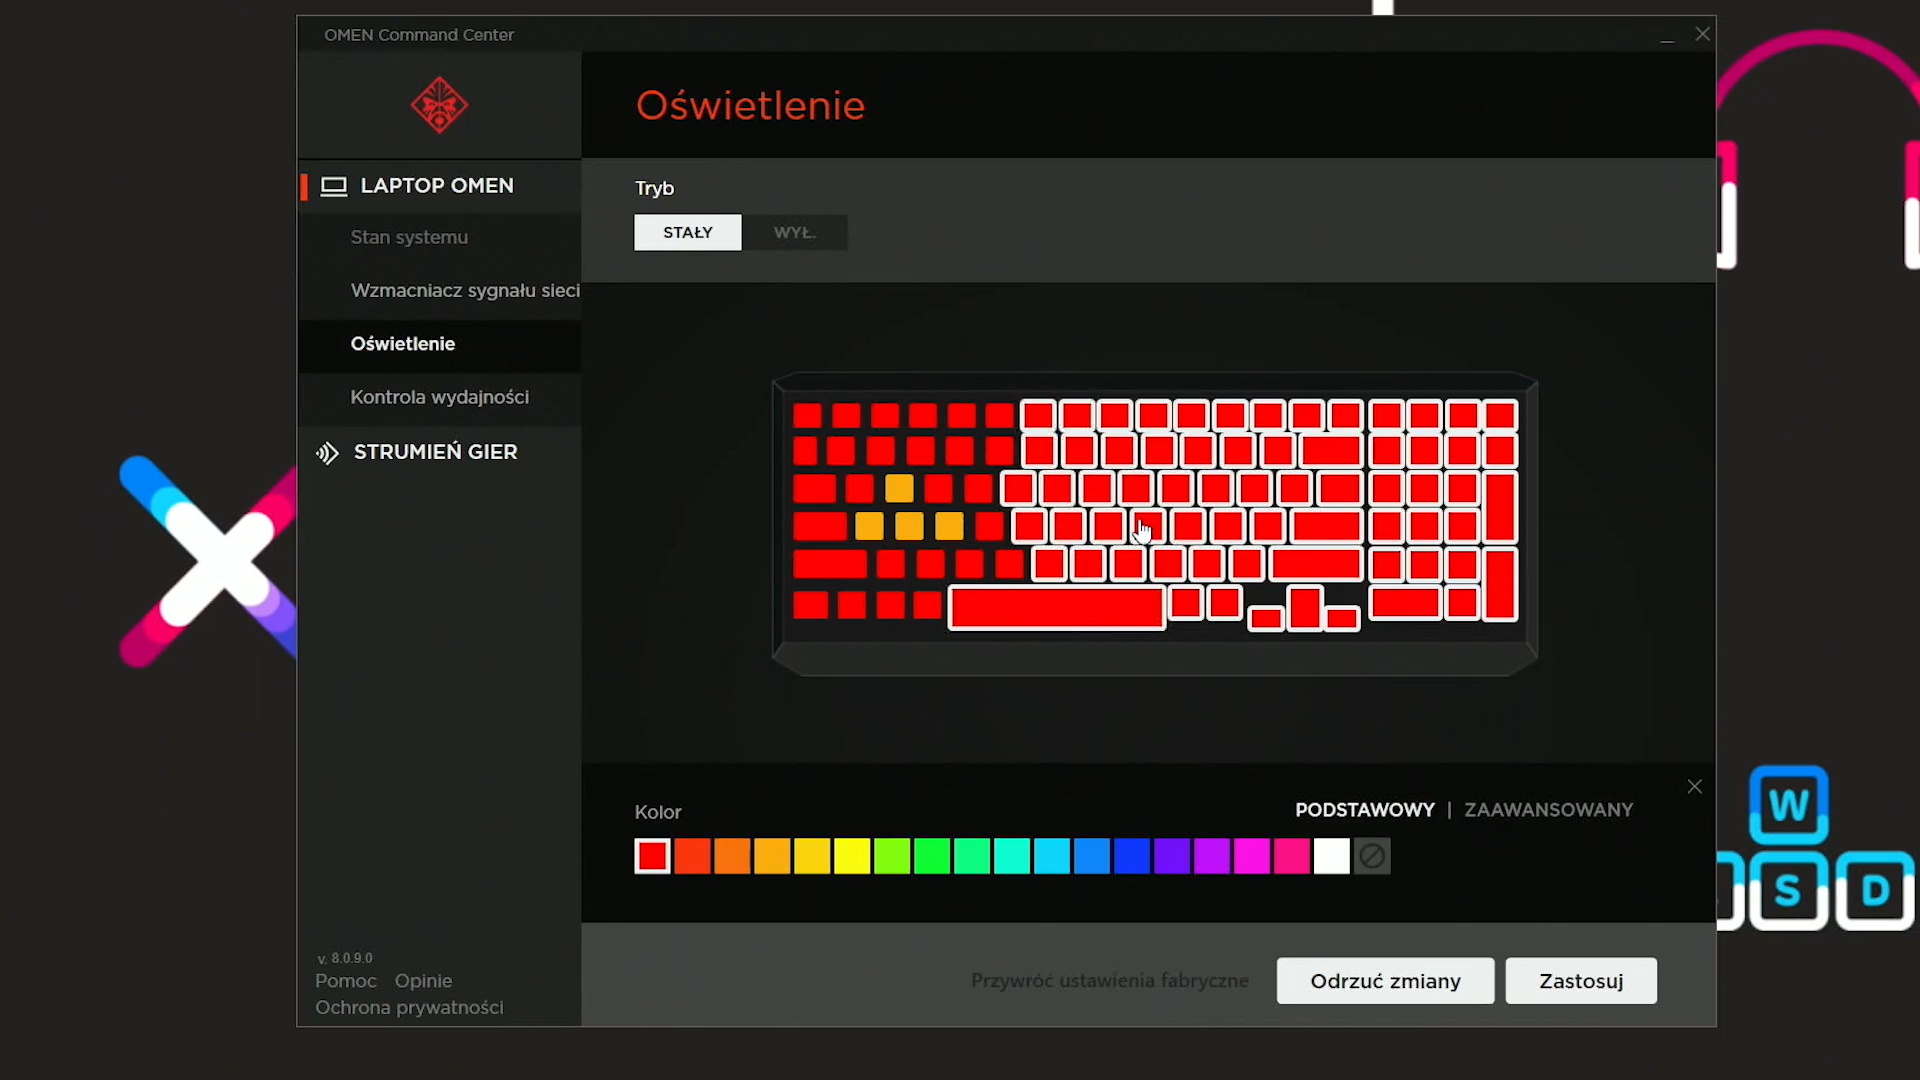 OMEN Command Center
Oświetlenie
LAPTOP OMEN
Stan systemu
Wzmacniacz sygnału sieci
Oświetlenie
Kontrola wydajności
STRUMIEŃ GIER
Tryb
STAŁY WYŁ.
Kolor
PODSTAWOWY | ZAAWANSOWANY
W
S D
v. 8.0.9.0
Pomoc Opinie
Ochrona prywatności
Przywróć ustawienia fabryczne Odrzuć zmiany Zastosuj